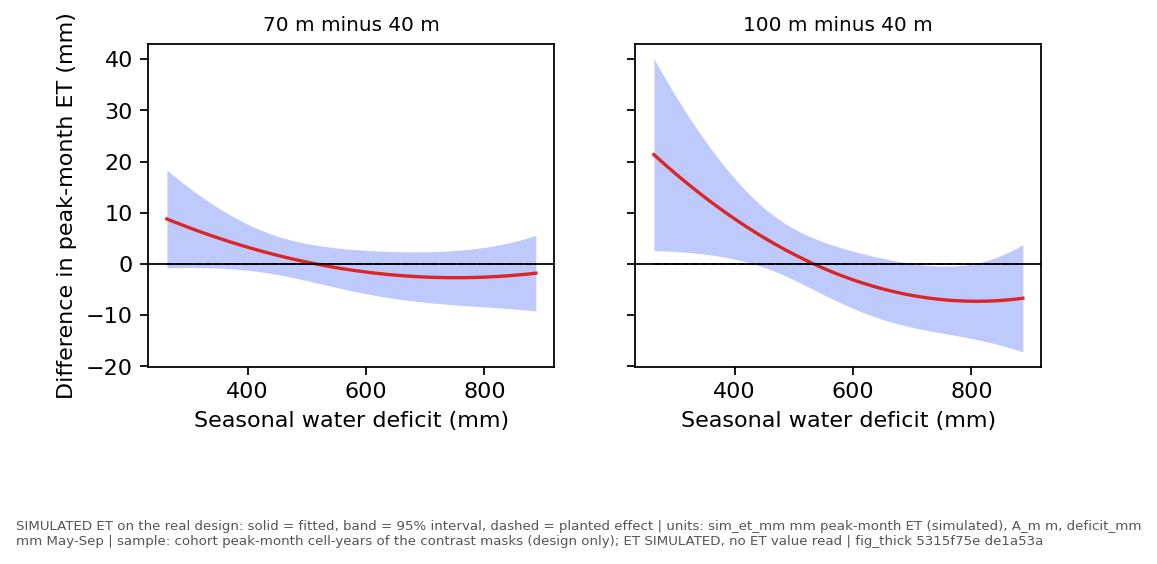 70 m minus 40 m
100 m minus 40 m
Difference in peak-month ET (mm)
40
30
20
10
0
−10
−20
400
600
800
400
600
800
Seasonal water deficit (mm)
Seasonal water deficit (mm)
SIMULATED ET on the real design: solid = fitted, band = 95% interval, dashed = planted effect | units: sim_et_mm mm peak-month ET (simulated), A_m m, deficit_mm
mm May-Sep | sample: cohort peak-month cell-years of the contrast masks (design only); ET SIMULATED, no ET value read | fig_thick 5315f75e de1a53a